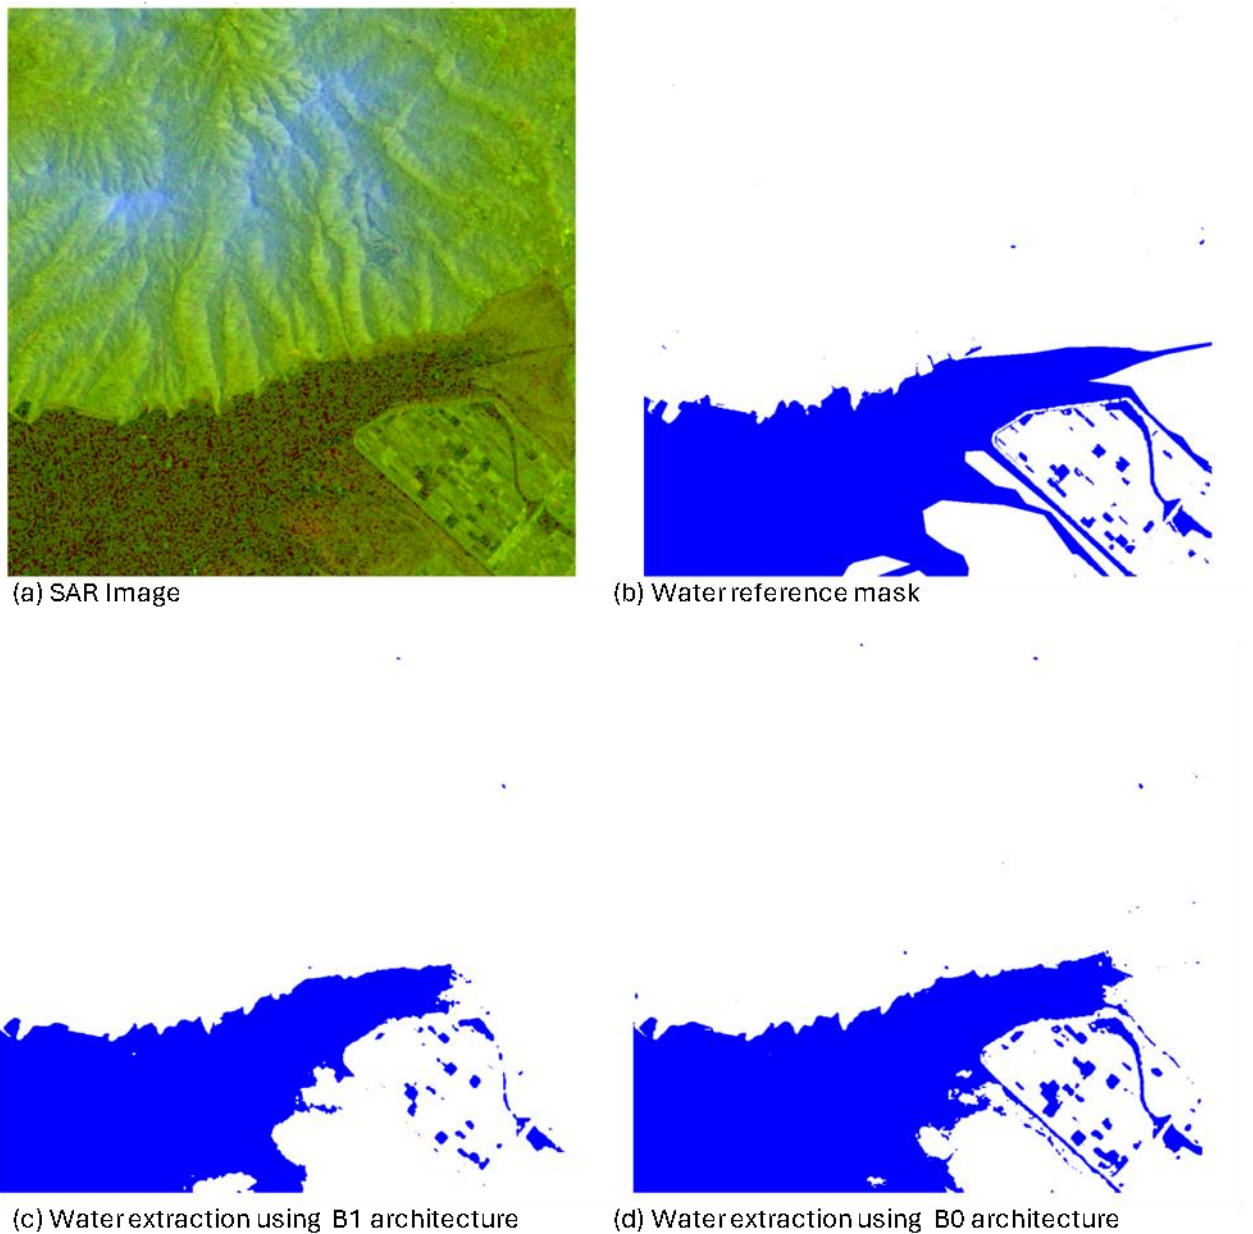 (a) SAR Image
(b) Water reference mask
(c) Water extraction using B1 architecture
(d) Water extraction using B0 architecture